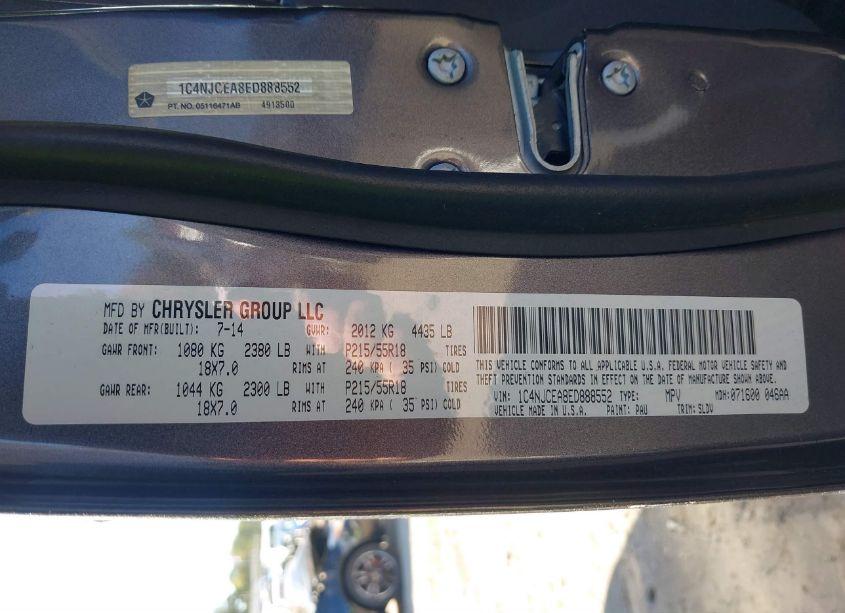 1C4NJCEA8ED888552
PT. NO. 05116471AB 4913500
MFD BY CHRYSLER GROUP LLC
DATE OF MFR(BUILT): 7-14 GVWR: 2012 KG 4435 LB
GAWR FRONT: 1080 KG 2380 LB WITH P215/55R18 TIRES
18X7.0 RIMS AT 240 KPA ( 35 PSI) COLD
GAWR REAR: 1044 KG 2300 LB WITH P215/55R18 TIRES
18X7.0 RIMS AT 240 KPA ( 35 PSI) COLD
THIS VEHICLE CONFORMS TO ALL APPLICABLE U.S.A. FEDERAL MOTOR VEHICLE SAFETY AND
THEFT PREVENTION STANDARDS IN EFFECT ON THE DATE OF MANUFACTURE SHOWN ABOVE.
VIN: 1C4NJCEA8ED888552 TYPE: MPV MDH: 071600 046AA
VEHICLE MADE IN U.S.A. PAINT: PAU TRIM: SLDV